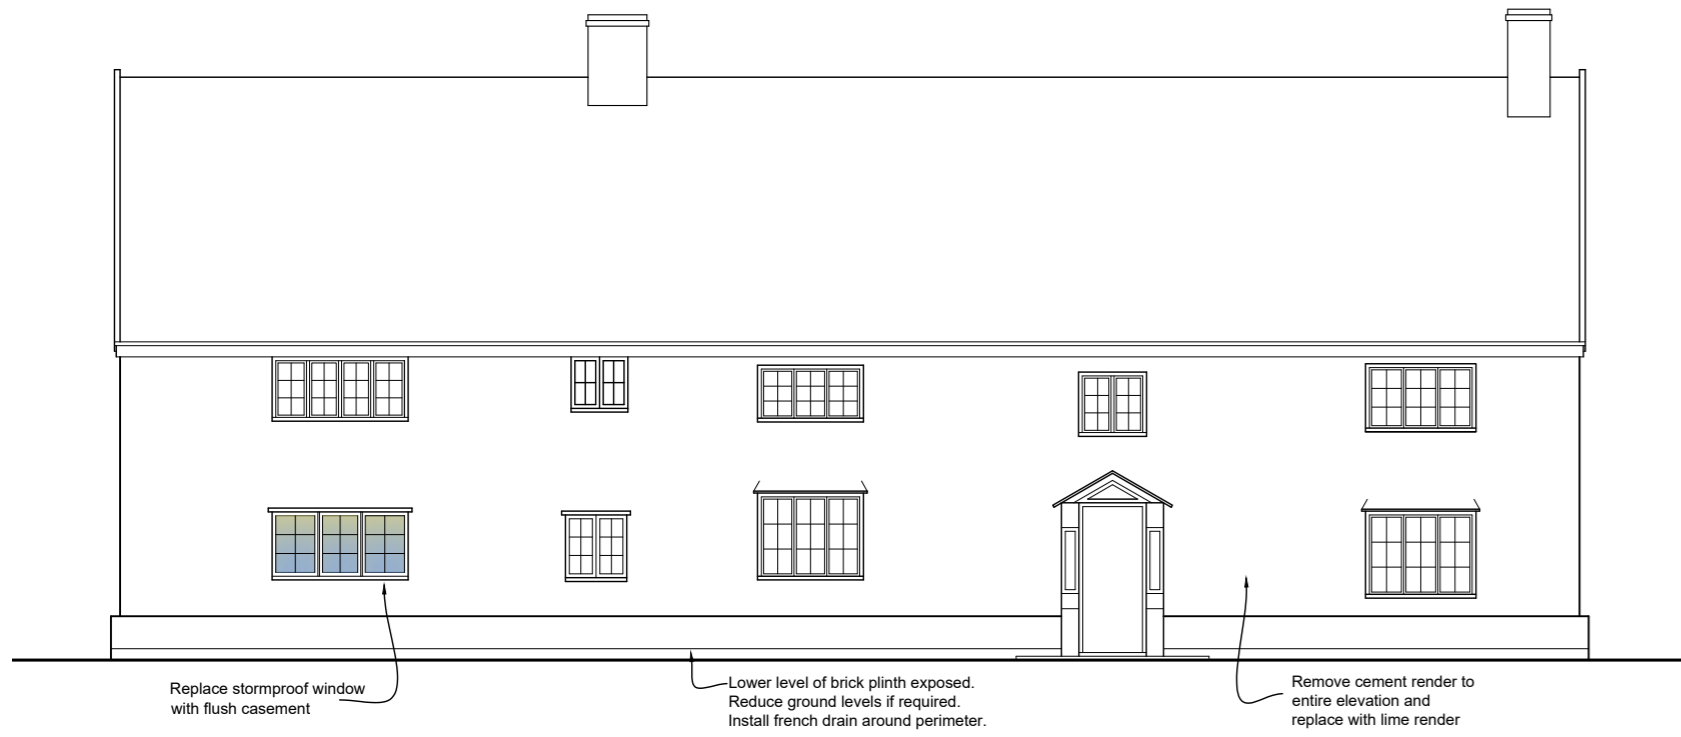 Replace stormproof window
with flush casement
Lower level of brick plinth exposed.
Reduce ground levels if required.
Install french drain around perimeter.
Remove cement render to
entire elevation and
replace with lime render